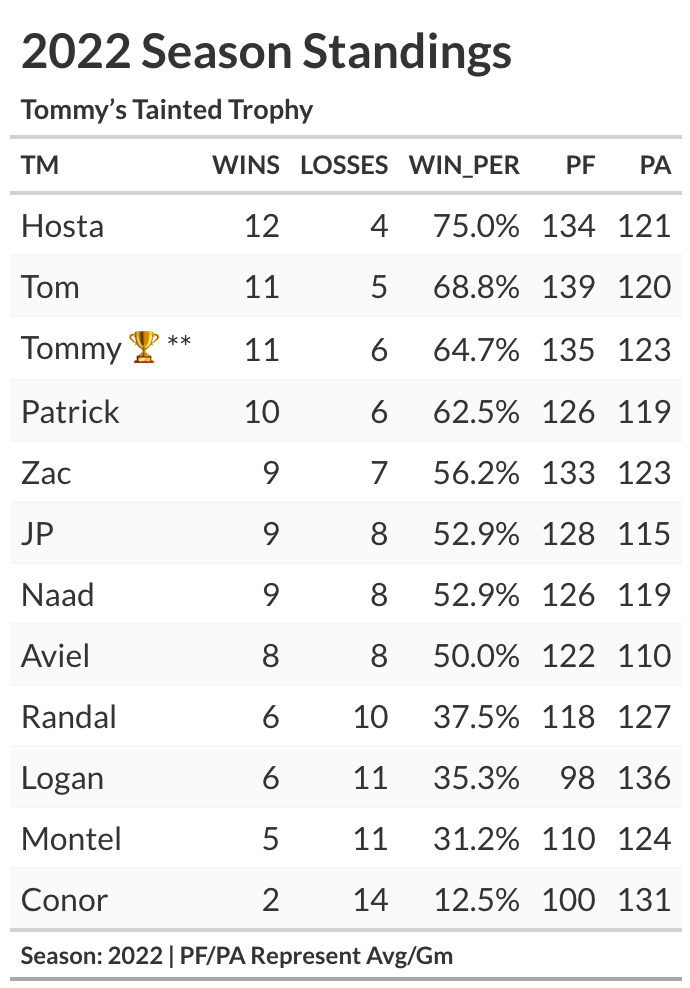 2022 Season Standings
Tommy’s Tainted Trophy
TM WINS LOSSES WIN_PER PF PA
Hosta 12 4 75.0% 134 121
Tom 11 5 68.8% 139 120
Tommy 🏆 ** 11 6 64.7% 135 123
Patrick 10 6 62.5% 126 119
Zac 9 7 56.2% 133 123
JP 9 8 52.9% 128 115
Naad 9 8 52.9% 126 119
Aviel 8 8 50.0% 122 110
Randal 6 10 37.5% 118 127
Logan 6 11 35.3% 98 136
Montel 5 11 31.2% 110 124
Conor 2 14 12.5% 100 131
Season: 2022 | PF/PA Represent Avg/Gm